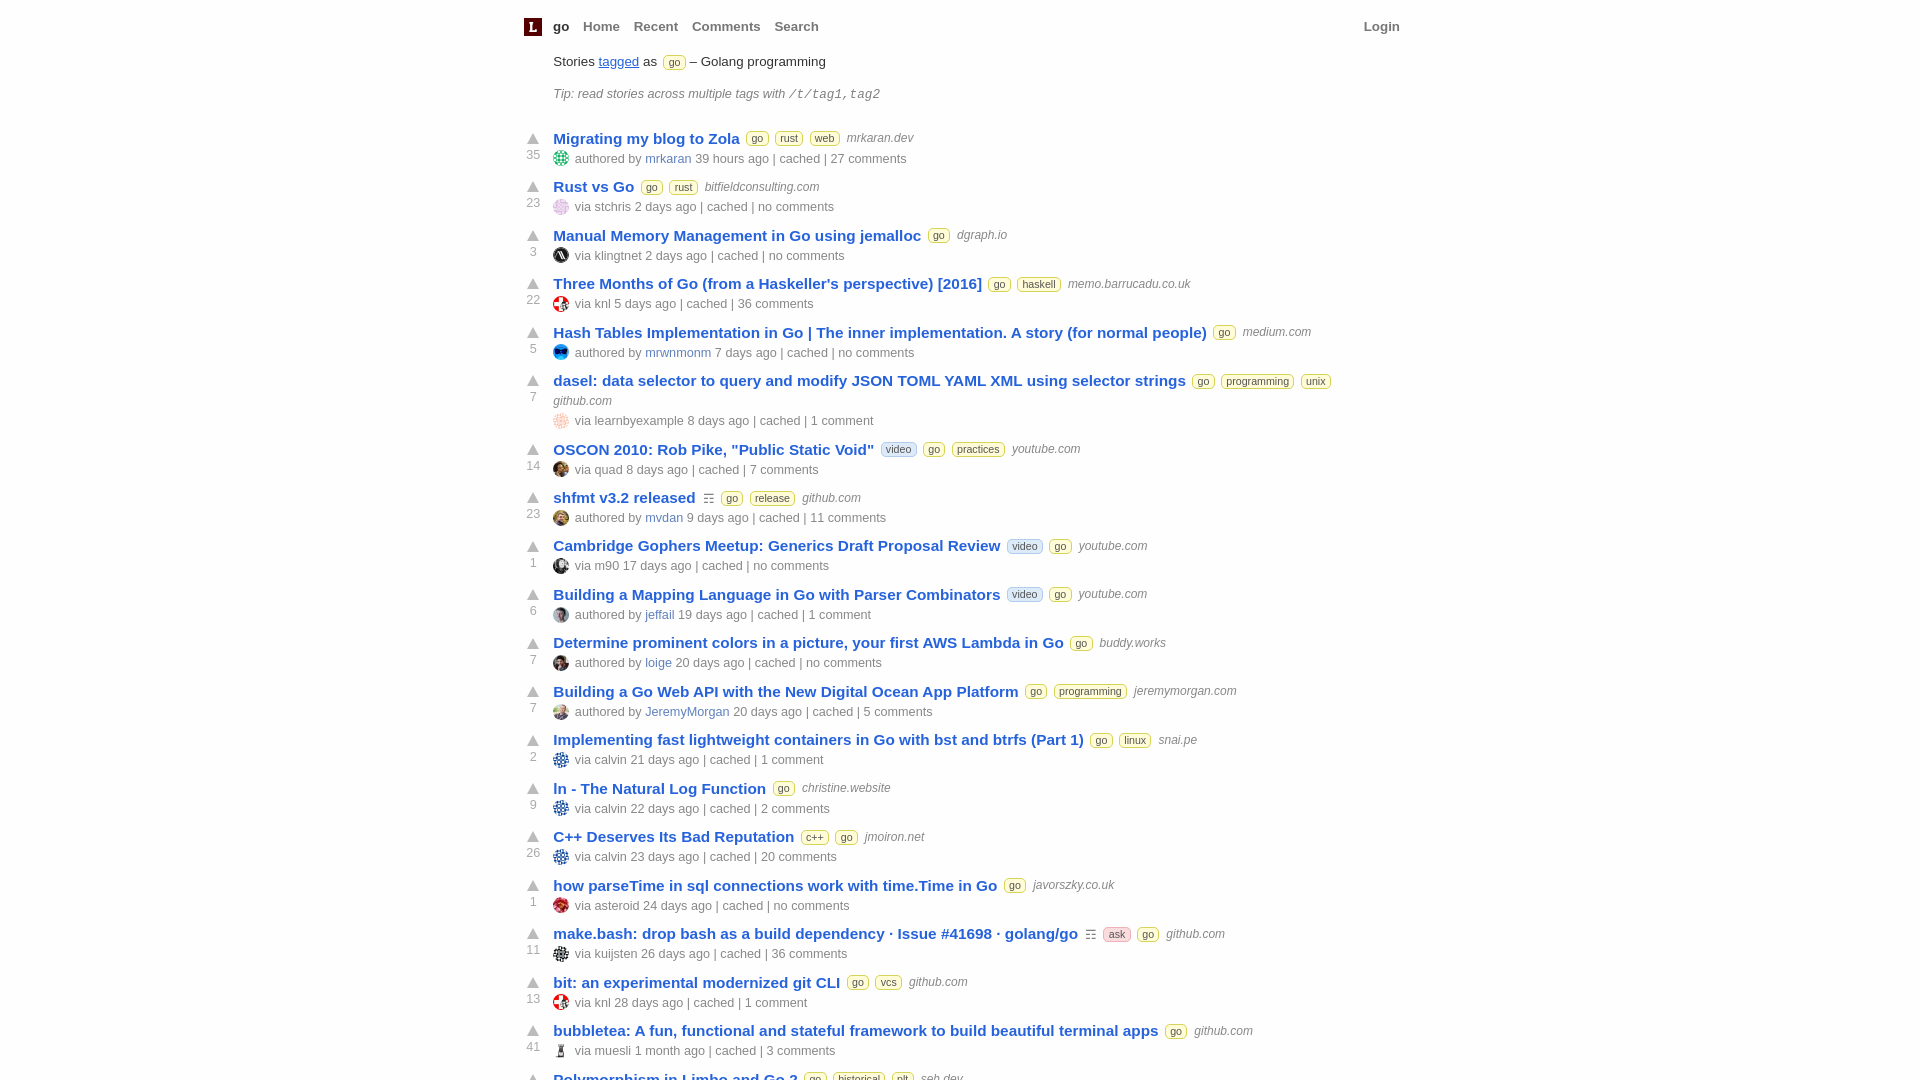 L go Home Recent Comments Search Login
Stories tagged as go – Golang programming
Tip: read stories across multiple tags with /t/tag1,tag2
Migrating my blog to Zola go rust web mrkaran.dev
35 authored by mrkaran 39 hours ago | cached | 27 comments
Rust vs Go go rust bitfieldconsulting.com
23 via stchris 2 days ago | cached | no comments
Manual Memory Management in Go using jemalloc go dgraph.io
3 via klingtnet 2 days ago | cached | no comments
Three Months of Go (from a Haskeller's perspective) [2016] go haskell memo.barrucadu.co.uk
22 via knl 5 days ago | cached | 36 comments
Hash Tables Implementation in Go | The inner implementation. A story (for normal people) go medium.com
5 authored by mrwnmonm 7 days ago | cached | no comments
dasel: data selector to query and modify JSON TOML YAML XML using selector strings go programming unix
7 github.com
via learnbyexample 8 days ago | cached | 1 comment
OSCON 2010: Rob Pike, "Public Static Void" video go practices youtube.com
14 via quad 8 days ago | cached | 7 comments
shfmt v3.2 released ☶ go release github.com
23 authored by mvdan 9 days ago | cached | 11 comments
Cambridge Gophers Meetup: Generics Draft Proposal Review video go youtube.com
1 via m90 17 days ago | cached | no comments
Building a Mapping Language in Go with Parser Combinators video go youtube.com
6 authored by jeffail 19 days ago | cached | 1 comment
Determine prominent colors in a picture, your first AWS Lambda in Go go buddy.works
7 authored by loige 20 days ago | cached | no comments
Building a Go Web API with the New Digital Ocean App Platform go programming jeremymorgan.com
7 authored by JeremyMorgan 20 days ago | cached | 5 comments
Implementing fast lightweight containers in Go with bst and btrfs (Part 1) go linux snai.pe
2 via calvin 21 days ago | cached | 1 comment
ln - The Natural Log Function go christine.website
9 via calvin 22 days ago | cached | 2 comments
C++ Deserves Its Bad Reputation c++ go jmoiron.net
26 via calvin 23 days ago | cached | 20 comments
how parseTime in sql connections work with time.Time in Go go javorszky.co.uk
1 via asteroid 24 days ago | cached | no comments
make.bash: drop bash as a build dependency · Issue #41698 · golang/go ☶ ask go github.com
11 via kuijsten 26 days ago | cached | 36 comments
bit: an experimental modernized git CLI go vcs github.com
13 via knl 28 days ago | cached | 1 comment
bubbletea: A fun, functional and stateful framework to build beautiful terminal apps go github.com
41 via muesli 1 month ago | cached | 3 comments
Polymorphism in Limbo and Go 2 go historical plt seh.dev